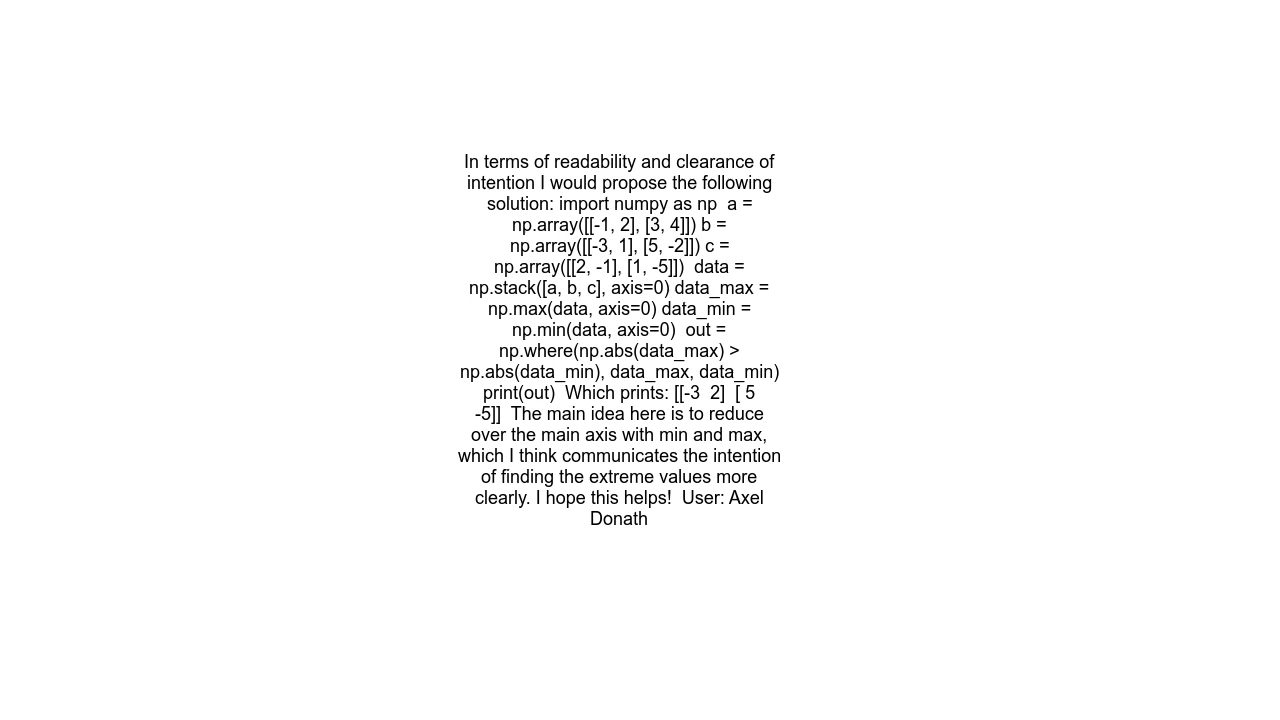 In terms of readability and clearance of
intention I would propose the following
solution: import numpy as np  a =
np.array([[-1, 2], [3, 4]]) b =
np.array([[-3, 1], [5, -2]]) c =
np.array([[2, -1], [1, -5]])  data =
np.stack([a, b, c], axis=0) data_max =
np.max(data, axis=0) data_min =
np.min(data, axis=0)  out =
np.where(np.abs(data_max) >
np.abs(data_min), data_max, data_min)
print(out)  Which prints: [[-3  2]  [ 5
-5]]  The main idea here is to reduce
over the main axis with min and max,
which I think communicates the intention
of finding the extreme values more
clearly. I hope this helps!  User: Axel
Donath